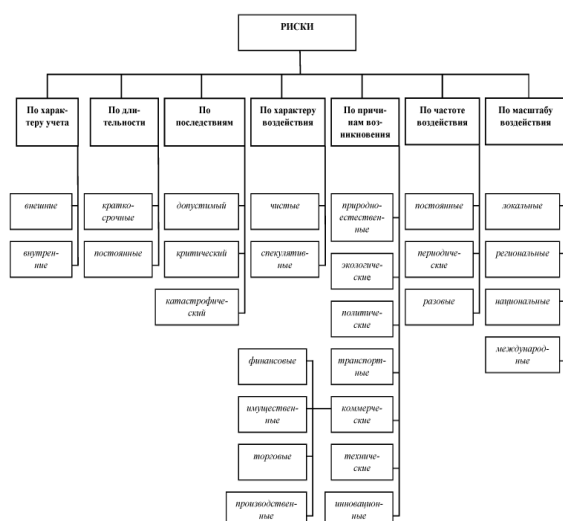 РИСКИ
По харак-
теру учета
По дли-
тельности
По
последствиям
По характеру
воздействия
По причи-
нам воз-
никновения
По частоте
воздействия
По масштабу
воздействия
внешние
внутрен-
ние
кратко-
срочные
постоянные
допустимый
критический
катастрофиче-
ский
чистые
спекулятив-
ные
природно-
естествен-
ные
экологиче-
ские
политиче-
ские
транспорт-
ные
коммерче-
ские
техниче-
ские
инноваци-
онные
финансовые
имуществен-
ные
торговые
производствен-
ные
постоянные
периодиче-
ские
разовые
локальные
региональные
национальные
международ-
ные